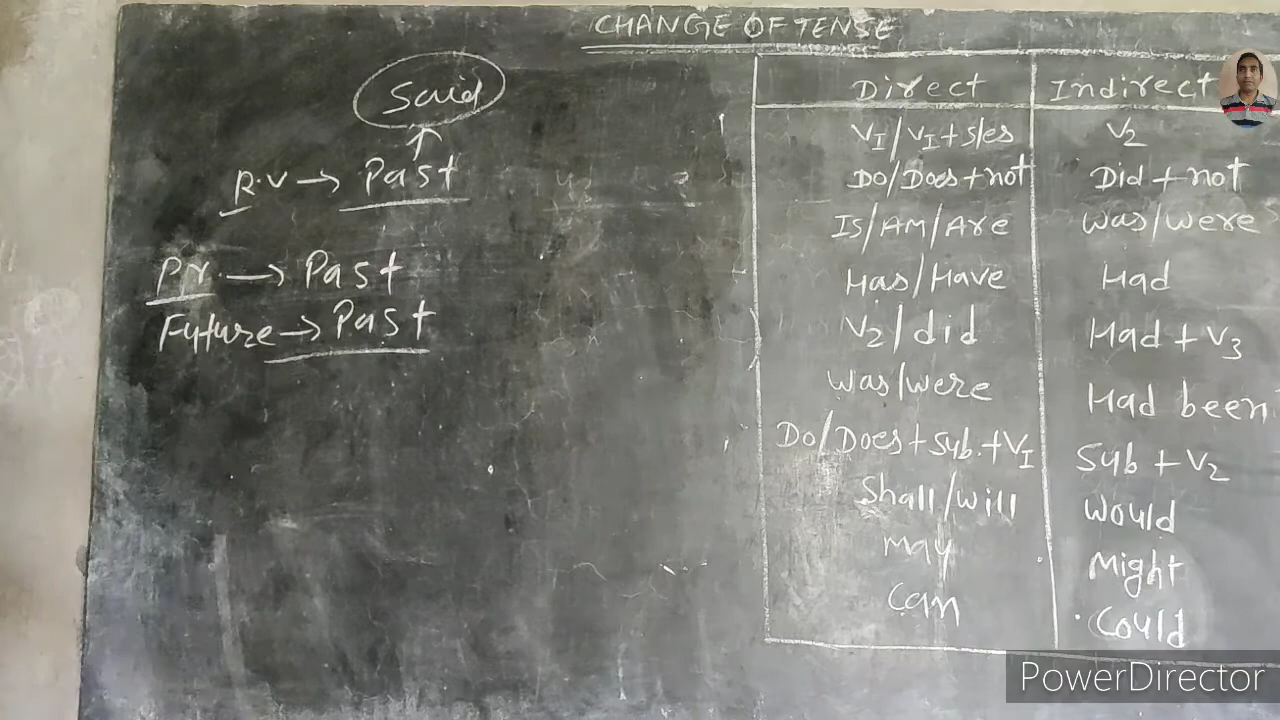 CHANGE OF TENSE
Said
R.V → Past
Pr. → Past
Future → Past
Direct Indirect
V1/V1+s/es V2
Do/Does+not Did+not
Is/AM/Are Was/were
Has/Have Had
V2/did Had+V3
Was/were Had been
Do/Does+Sub.+V1 Sub+V2
Shall/will Would
May Might
Can Could
PowerDirector